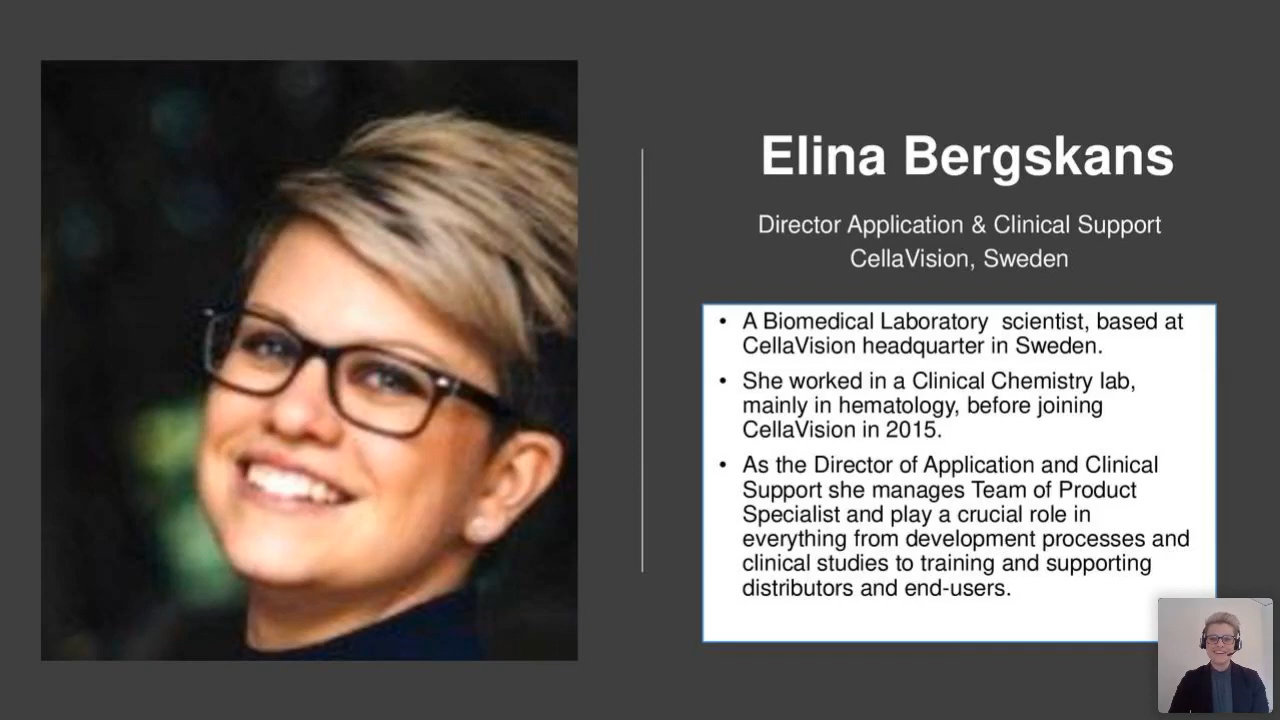 Elina Bergskans
Director Application & Clinical Support
CellaVision, Sweden
• A Biomedical Laboratory  scientist, based at
CellaVision headquarter in Sweden.
• She worked in a Clinical Chemistry lab,
mainly in hematology, before joining
CellaVision in 2015.
• As the Director of Application and Clinical
Support she manages Team of Product
Specialist and play a crucial role in
everything from development processes and
clinical studies to training and supporting
distributors and end-users.